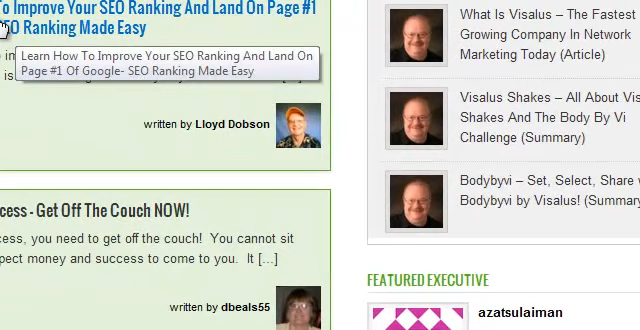 To Improve Your SEO Ranking And Land On Page #1
SEO Ranking Made Easy
Learn How To Improve Your SEO Ranking And Land On
Page #1 Of Google- SEO Ranking Made Easy
written by Lloyd Dobson
cess - Get Off The Couch NOW!
cess, you need to get off the couch! You cannot sit
pect money and success to come to you. It [...]
written by dbeals55
What Is Visalus – The Fastest
Growing Company In Network
Marketing Today (Article)
Visalus Shakes – All About Vis
Shakes And The Body By Vi
Challenge (Summary)
Bodybyvi – Set, Select, Share
Bodybyvi by Visalus! (Summary
FEATURED EXECUTIVE
azatsulaiman